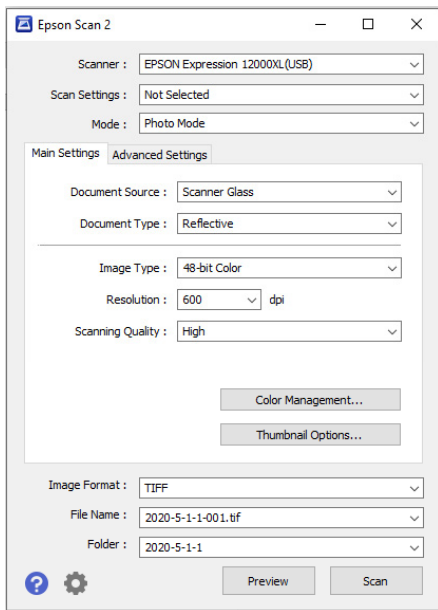 Epson Scan 2
Scanner : EPSON Expression 12000XL(USB)
Scan Settings : Not Selected
Mode : Photo Mode
Main Settings Advanced Settings
Document Source : Scanner Glass
Document Type : Reflective
Image Type : 48-bit Color
Resolution : 600 dpi
Scanning Quality : High
Color Management...
Thumbnail Options...
Image Format : TIFF
File Name : 2020-5-1-1-001.tif
Folder : 2020-5-1-1
? Preview Scan